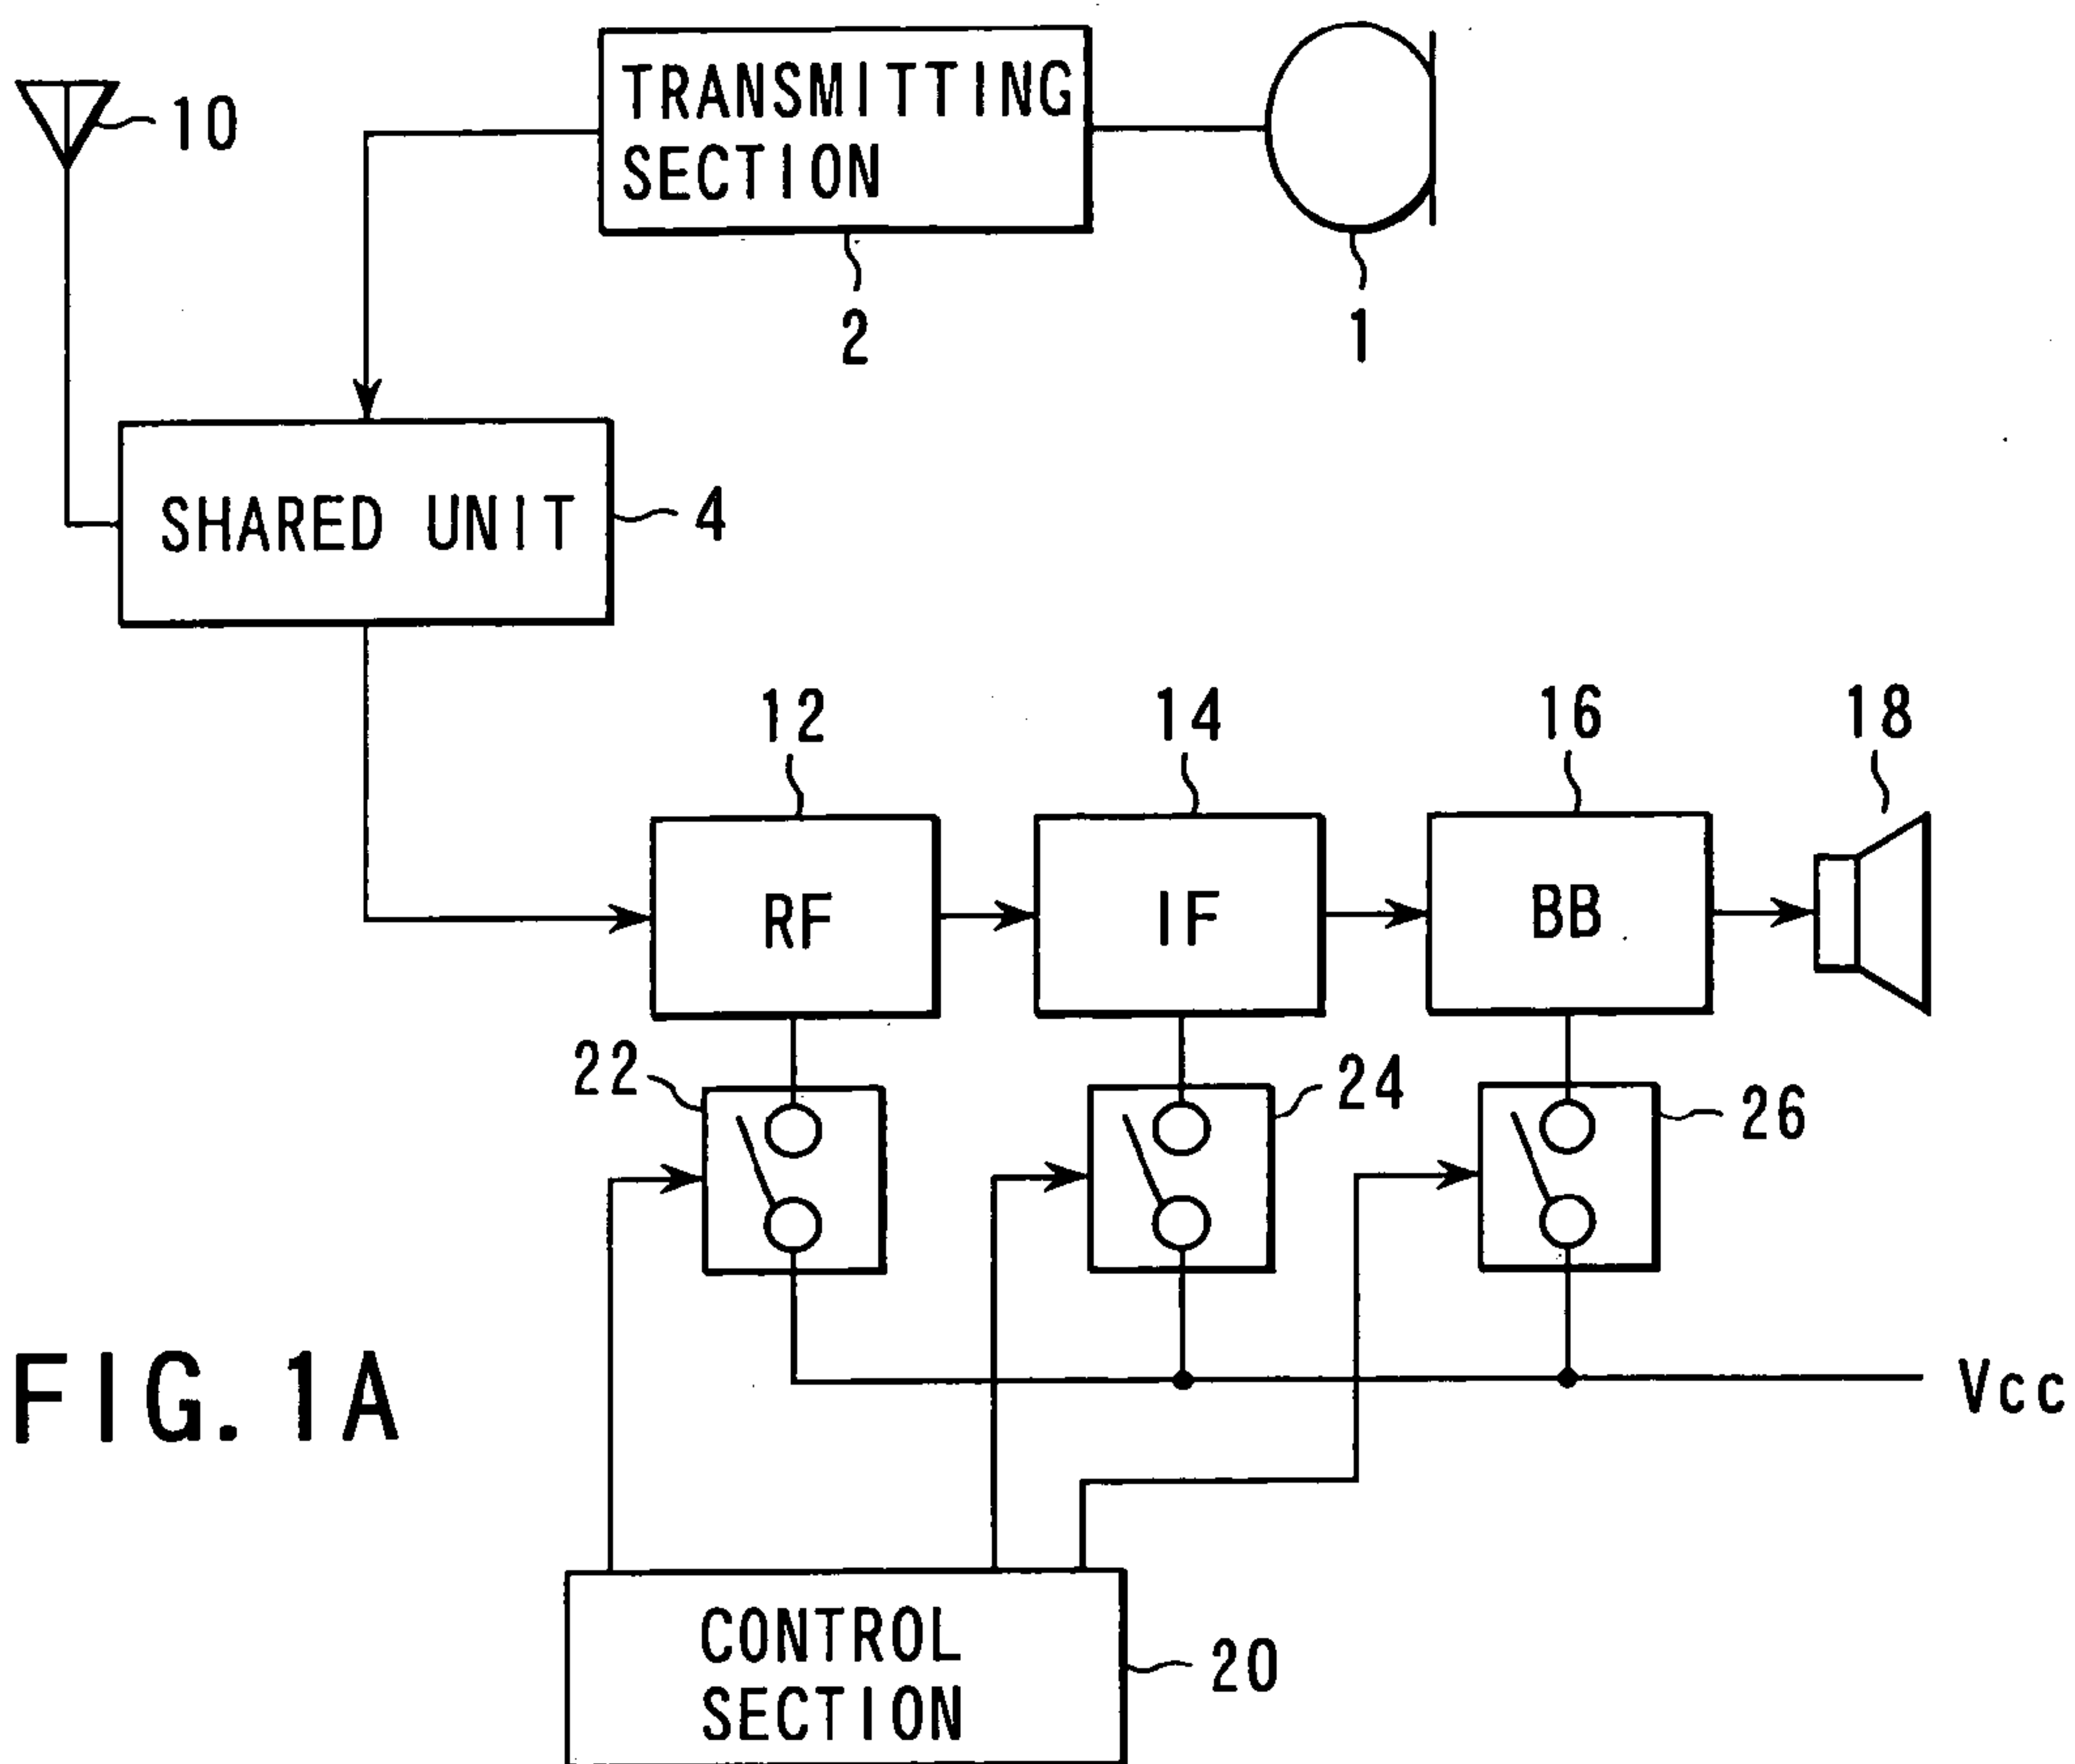 TRANSMITTING
SECTION
10
2
1
SHARED UNIT
4
12
14
16
18
RF
IF
BB
22
24
26
FIG. 1A
Vcc
CONTROL
SECTION
20